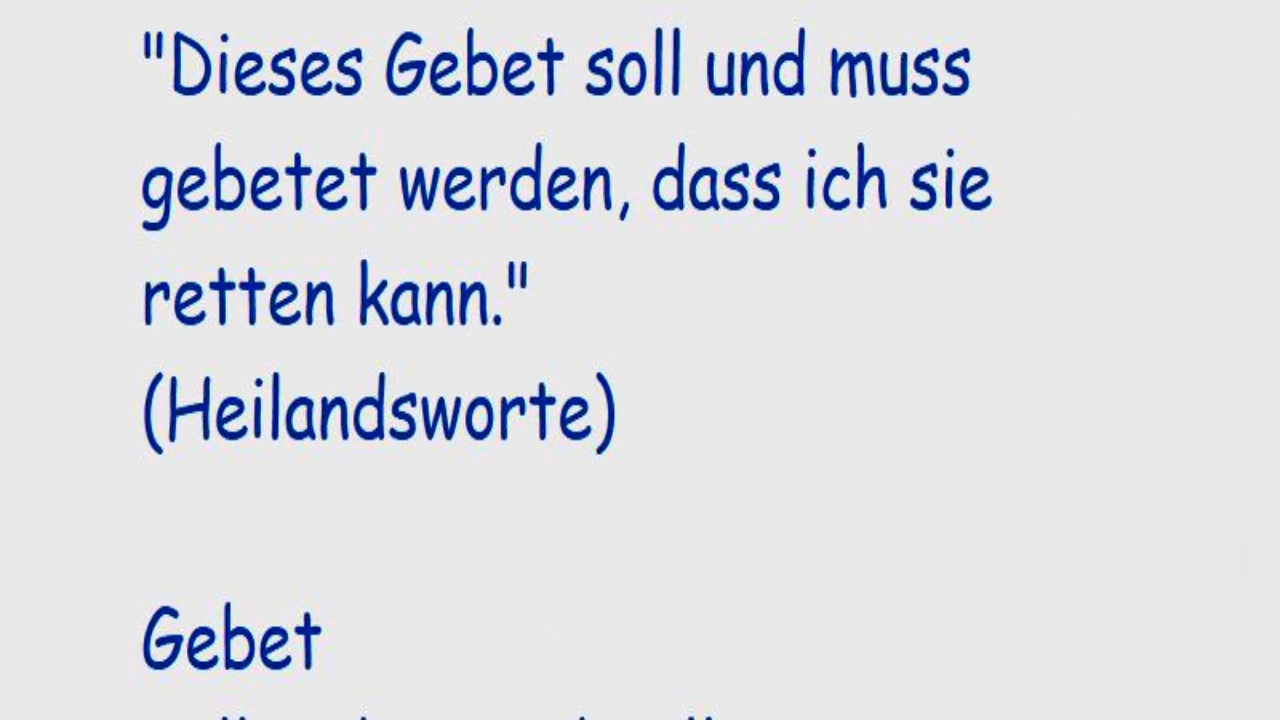 "Dieses Gebet soll und muss
gebetet werden, dass ich sie
retten kann."
(Heilandsworte)
Gebet